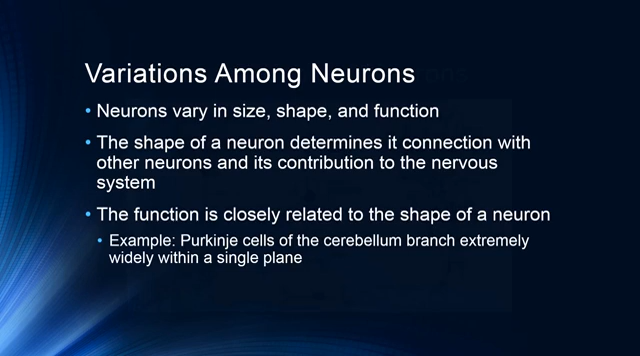 Variations Among Neurons
• Neurons vary in size, shape, and function
• The shape of a neuron determines it connection with
other neurons and its contribution to the nervous
system
• The function is closely related to the shape of a neuron
• Example: Purkinje cells of the cerebellum branch extremely
widely within a single plane